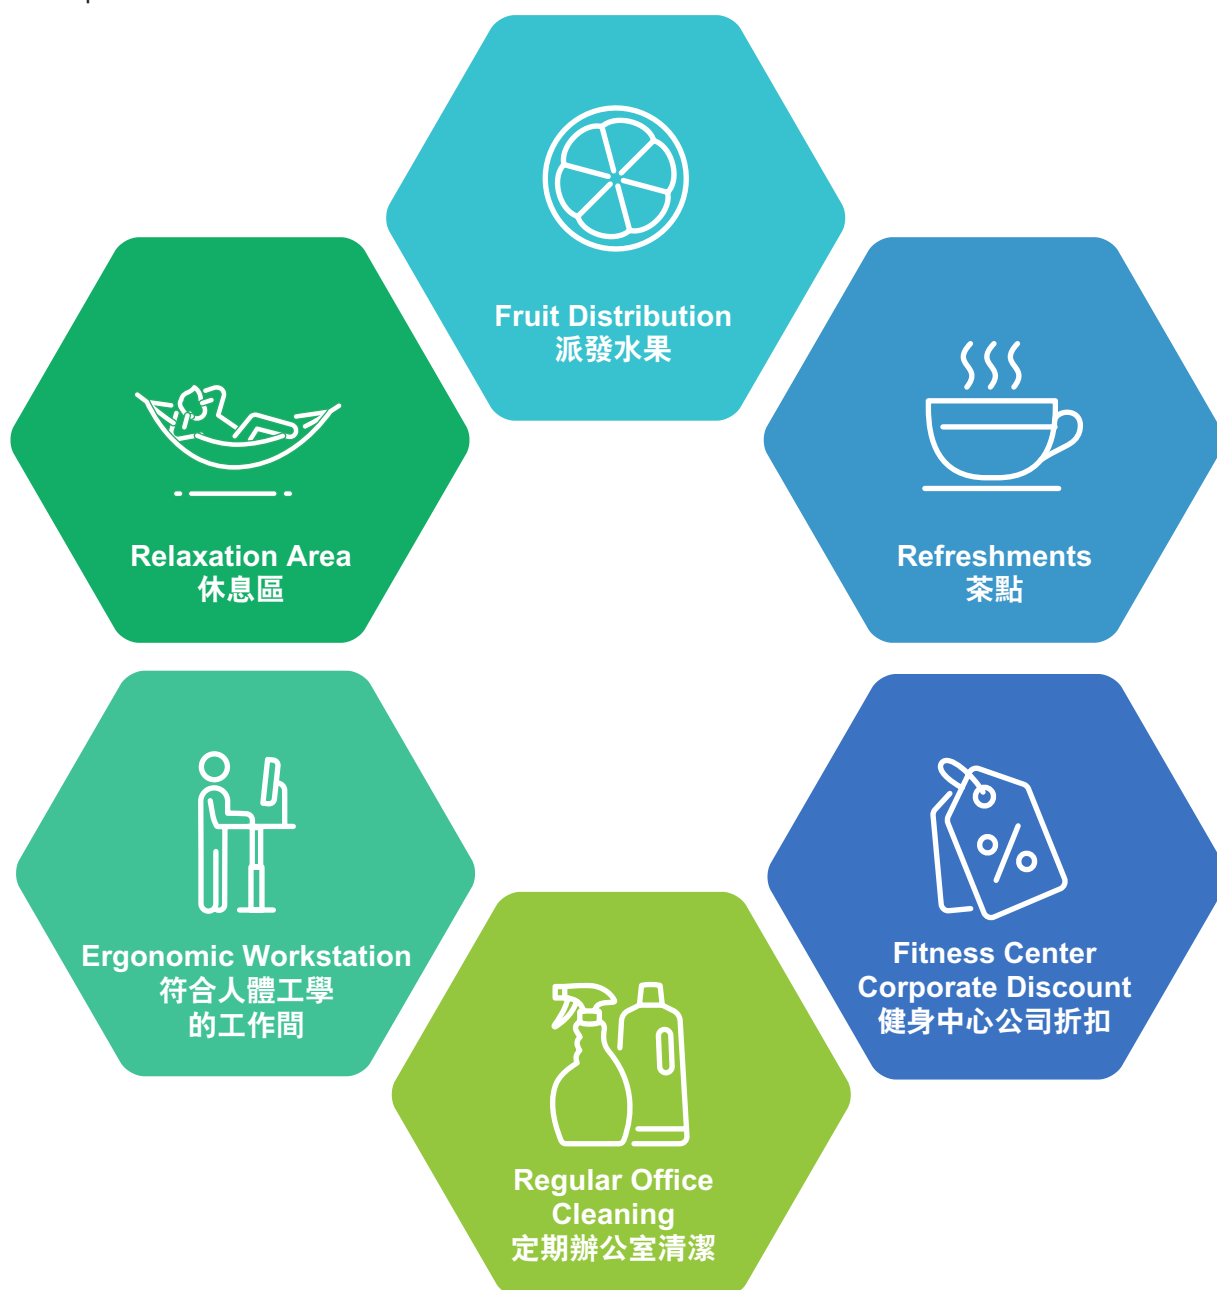 Fruit Distribution
派發水果
Relaxation Area
休息區
Refreshments
茶點
Ergonomic Workstation
符合人體工學
的工作間
Fitness Center
Corporate Discount
健身中心公司折扣
Regular Office
Cleaning
定期辦公室清潔